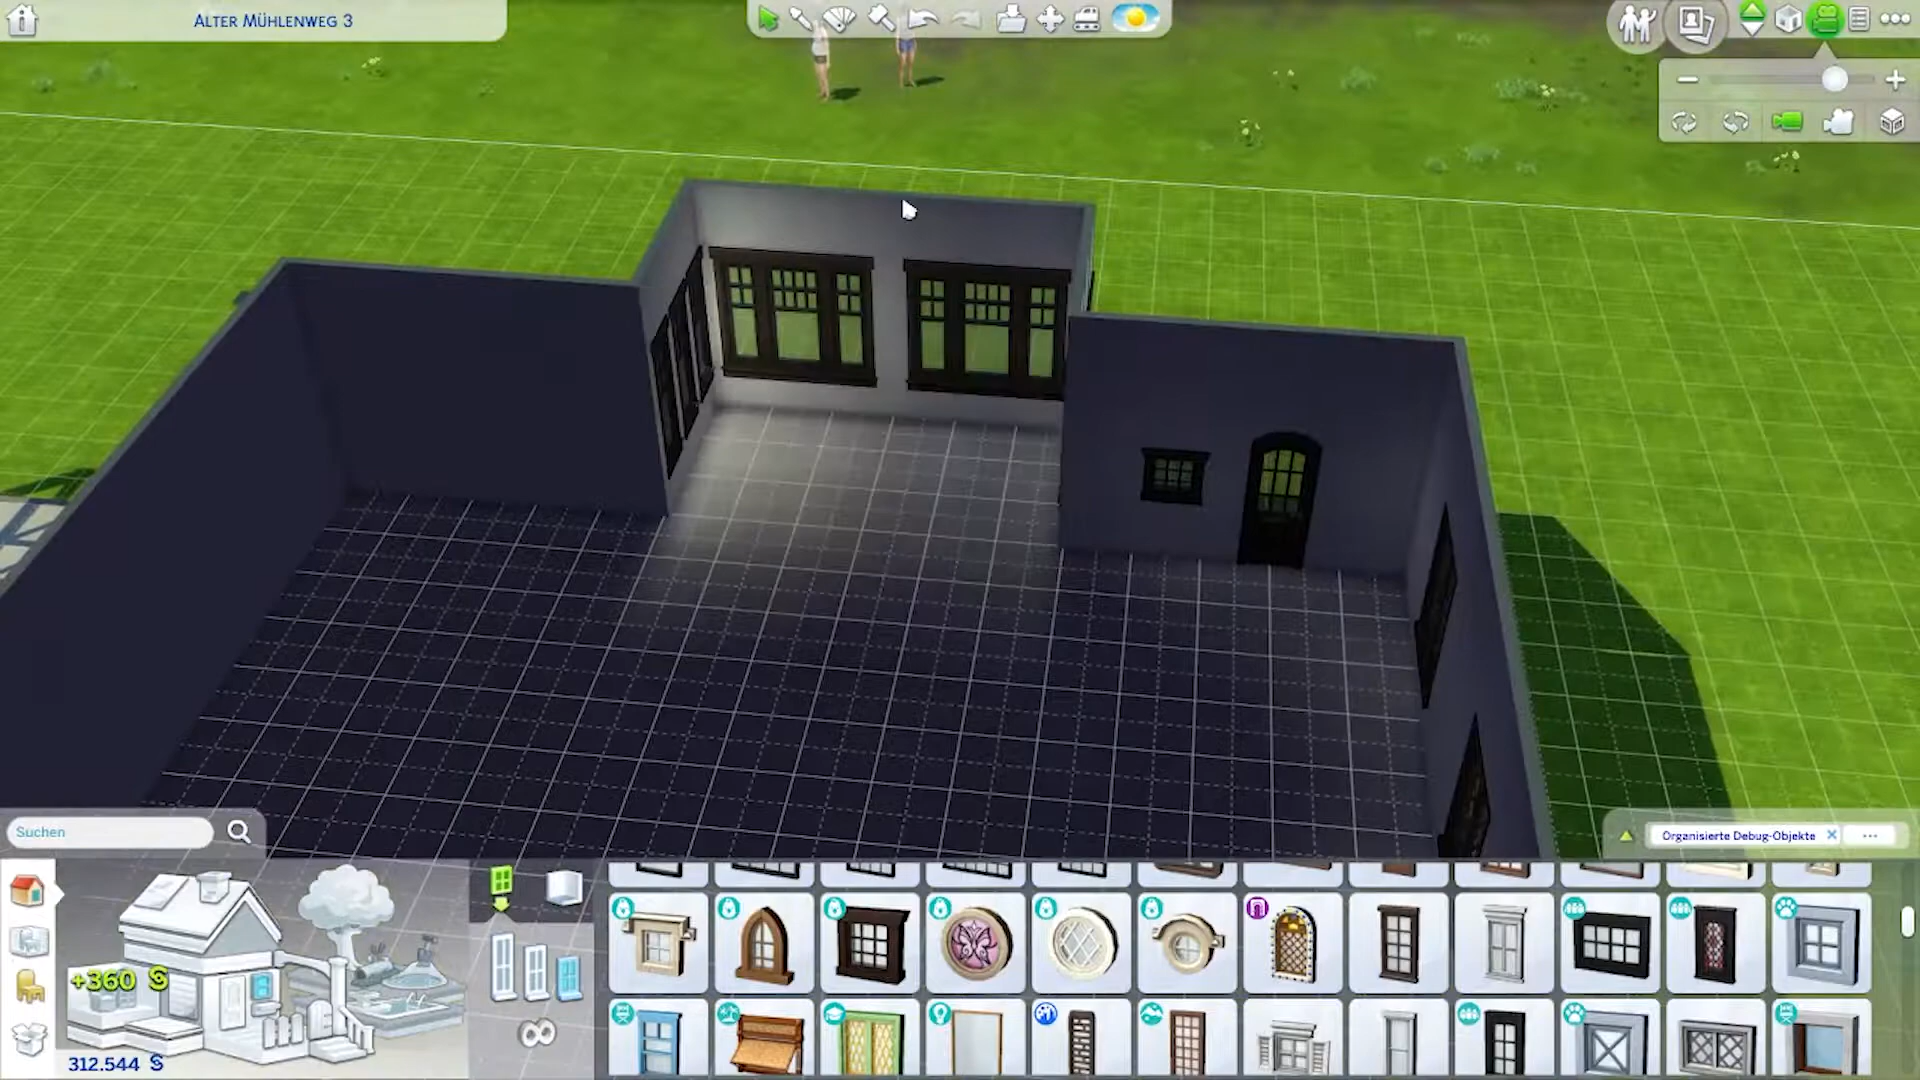 Alter Mühlenweg 3
Suchen
Organisierte Debug-Objekte
+360 §
312.544 §